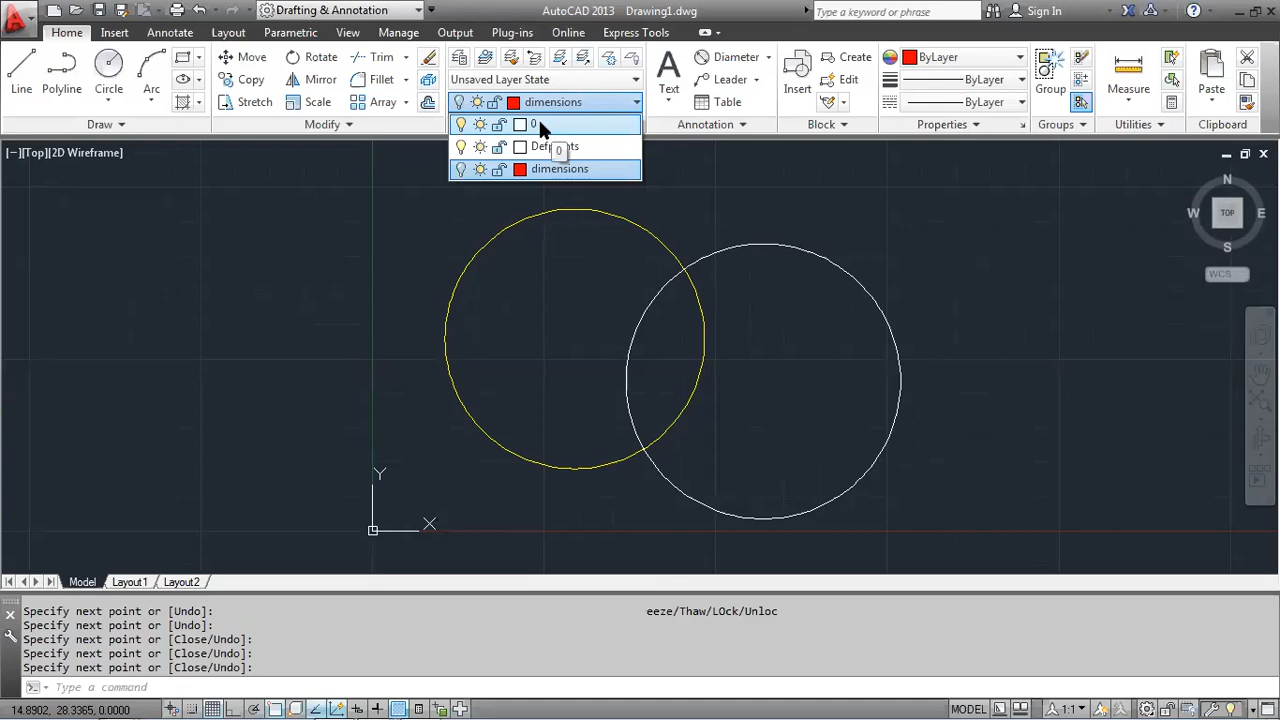 Drafting & Annotation
AutoCAD 2013 Drawing1.dwg
Type a keyword or phrase
Sign In
Home Insert Annotate Layout Parametric View Manage Output Plug-ins Online Express Tools
Line Polyline Circle Arc
Move Rotate Trim
Copy Mirror Fillet
Stretch Scale Array
Unsaved Layer State
dimensions
0
0
dimensions
Text
Diameter
Leader
Table
Insert
Create
Edit
ByLayer
ByLayer
ByLayer
Group
Measure
Paste
Draw Modify Annotation Block Properties Groups Utilities Clipboard
[−][Top][2D Wireframe]
N
W TOP E
S
WCS
Y
X
Model Layout1 Layout2
Specify next point or [Undo]: eeze/Thaw/LOck/Unloc
Specify next point or [Undo]:
Specify next point or [Close/Undo]:
Specify next point or [Close/Undo]:
Specify next point or [Close/Undo]:
Type a command
14.8902, 28.3365, 0.0000 MODEL 1:1